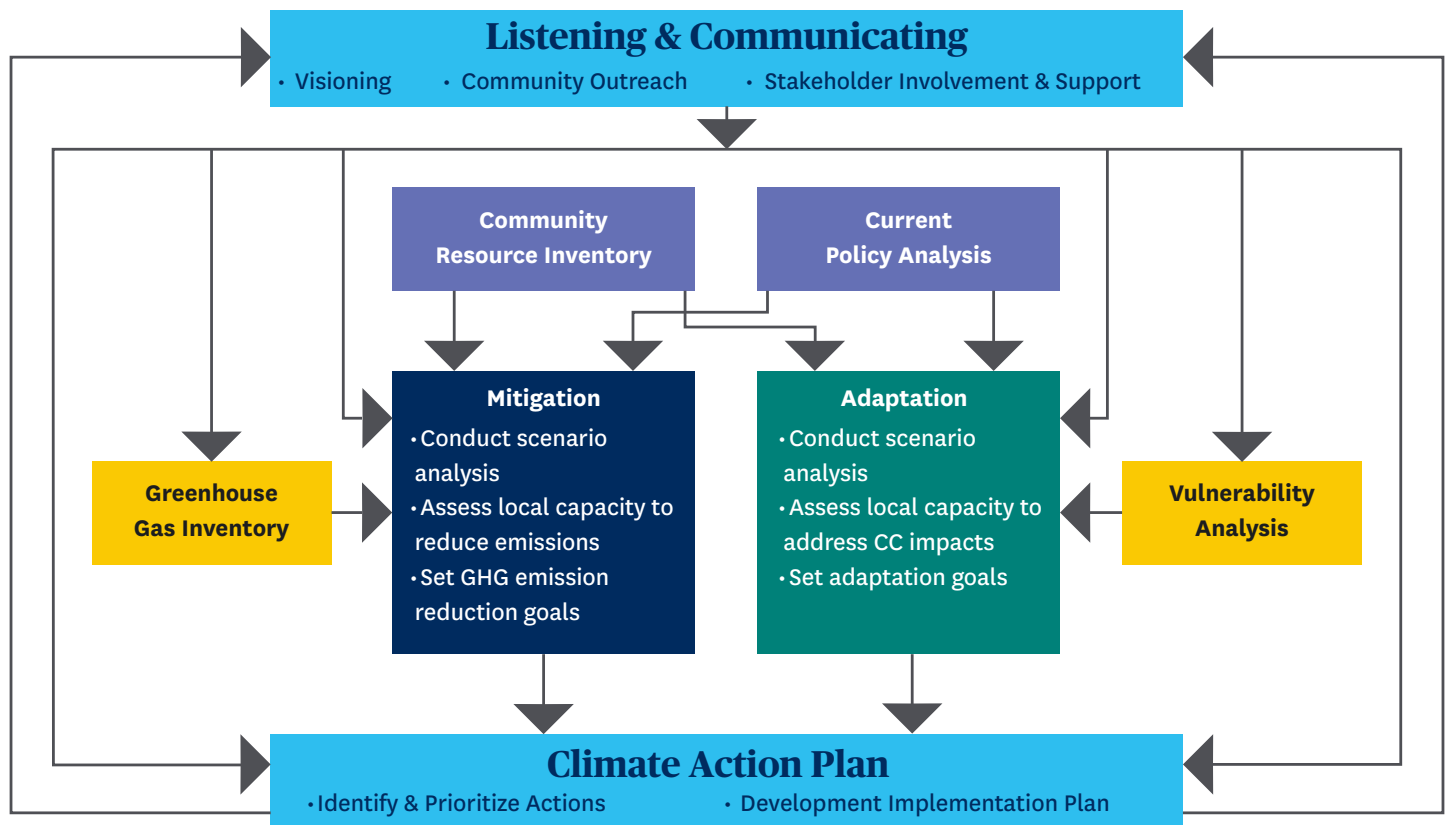 Listening & Communicating
• Visioning • Community Outreach • Stakeholder Involvement & Support
Community
Resource Inventory
Current
Policy Analysis
Mitigation
•Conduct scenario
analysis
•Assess local capacity to
reduce emissions
•Set GHG emission
reduction goals
Adaptation
•Conduct scenario
analysis
•Assess local capacity to
address CC impacts
•Set adaptation goals
Greenhouse
Gas Inventory
Vulnerability
Analysis
Climate Action Plan
•Identify & Prioritize Actions • Development Implementation Plan